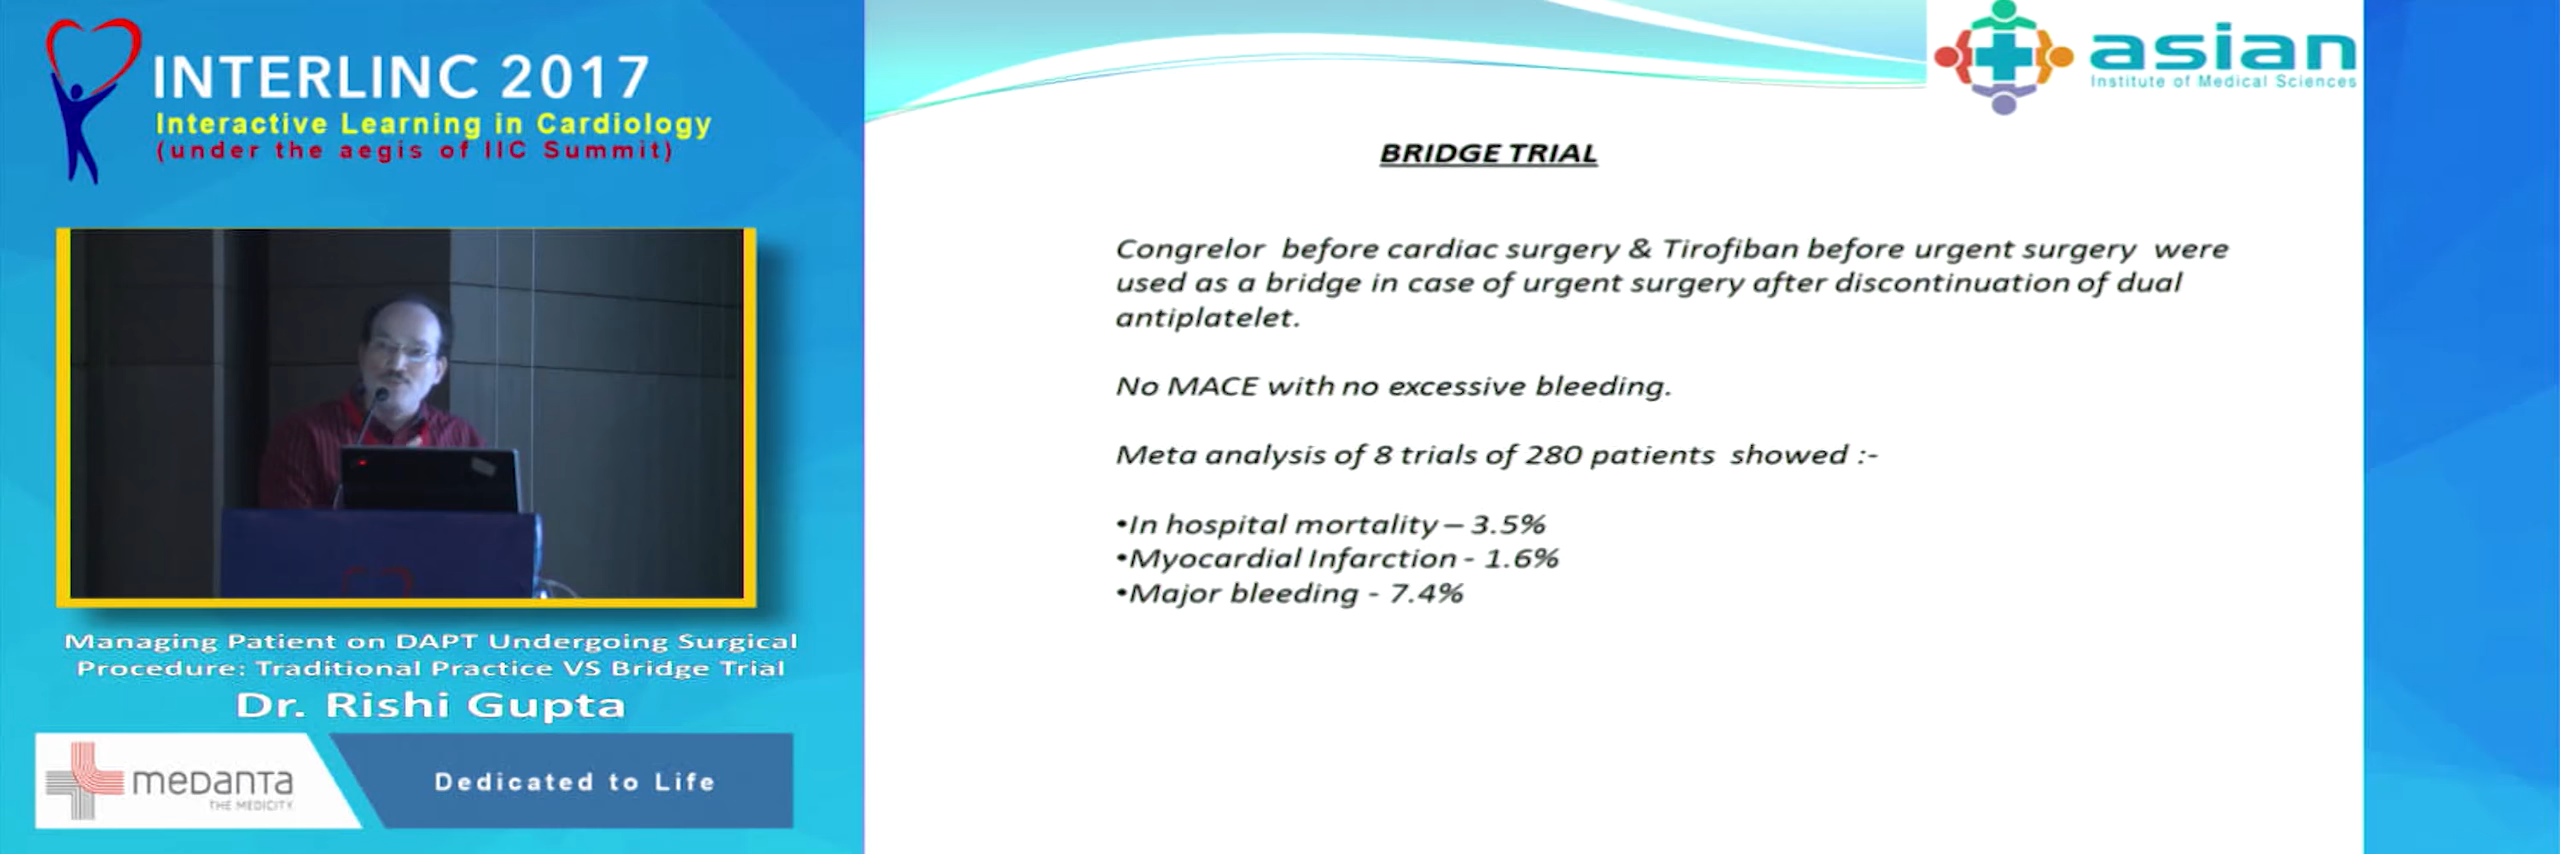 INTERLINC 2017
Interactive Learning in Cardiology
(under the aegis of IIC Summit)
Managing Patient on DAPT Undergoing Surgical
Procedure: Traditional Practice VS Bridge Trial
Dr. Rishi Gupta
medanta
THE MEDICITY
Dedicated to Life
asian
Institute of Medical Sciences
BRIDGE TRIAL
Congrelor before cardiac surgery & Tirofiban before urgent surgery were
used as a bridge in case of urgent surgery after discontinuation of dual
antiplatelet.
No MACE with no excessive bleeding.
Meta analysis of 8 trials of 280 patients showed :-
•In hospital mortality – 3.5%
•Myocardial Infarction - 1.6%
•Major bleeding - 7.4%